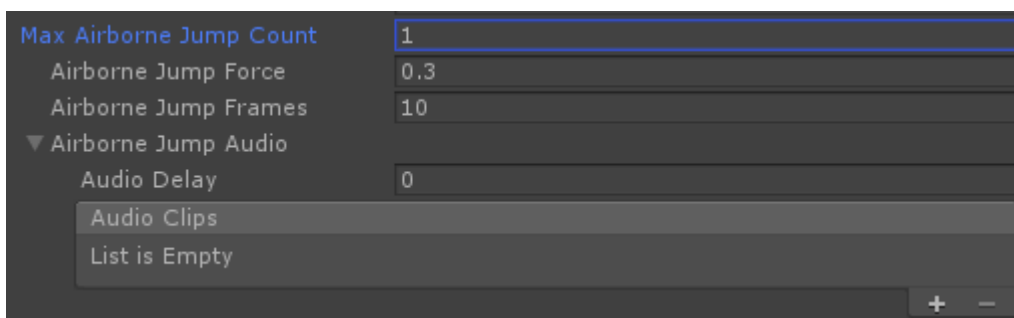 Max Airborne Jump Count 1
Airborne Jump Force 0.3
Airborne Jump Frames 10
Airborne Jump Audio
Audio Delay 0
Audio Clips
List is Empty
+ −